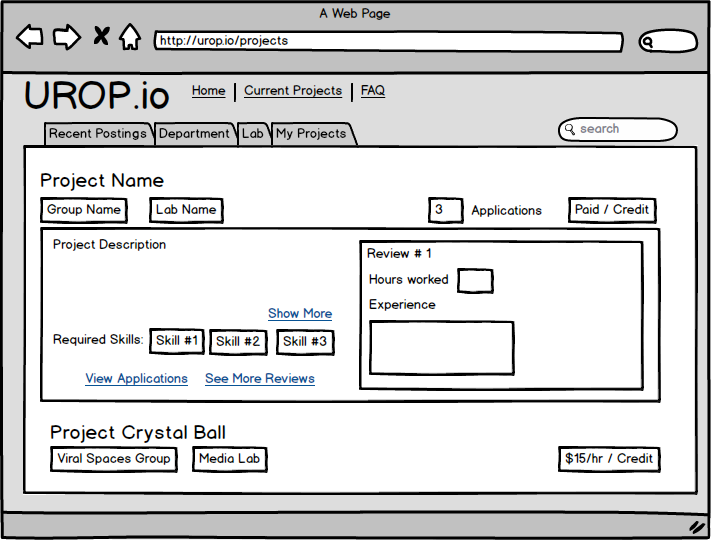 A Web Page
http://urop.io/projects
UROP.io Home Current Projects FAQ
Recent Postings Department Lab My Projects search
Project Name
Group Name Lab Name 3 Applications Paid / Credit
Project Description
Review # 1
Hours worked
Experience
Show More
Required Skills: Skill #1 Skill #2 Skill #3
View Applications See More Reviews
Project Crystal Ball
Viral Spaces Group Media Lab $15/hr / Credit